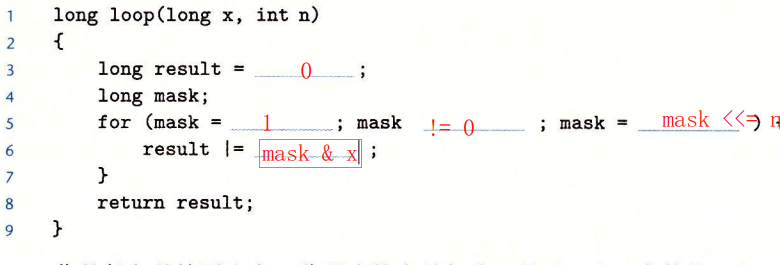 1 long loop(long x, int n)
2 {
3 long result = 0 ;
4 long mask;
5 for (mask = 1 ; mask != 0 ; mask = mask <<= n
6 result |= mask & x ;
7 }
8 return result;
9 }